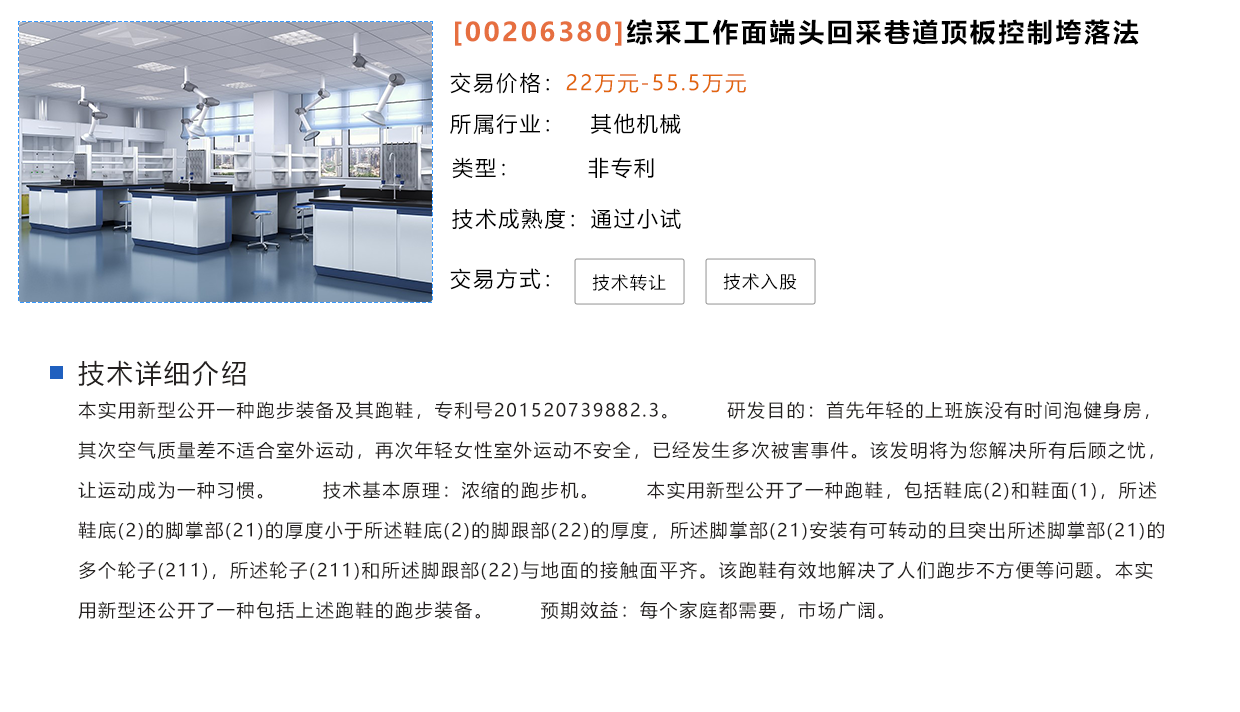 [00206380]综采工作面端头回采巷道顶板控制垮落法
交易价格：22万元-55.5万元
所属行业： 其他机械
类型： 非专利
技术成熟度：通过小试
交易方式： 技术转让 技术入股
技术详细介绍
本实用新型公开一种跑步装备及其跑鞋，专利号201520739882.3。 研发目的：首先年轻的上班族没有时间泡健身房，
其次空气质量差不适合室外运动，再次年轻女性室外运动不安全，已经发生多次被害事件。该发明将为您解决所有后顾之忧，
让运动成为一种习惯。 技术基本原理：浓缩的跑步机。 本实用新型公开了一种跑鞋，包括鞋底(2)和鞋面(1)，所述
鞋底(2)的脚掌部(21)的厚度小于所述鞋底(2)的脚跟部(22)的厚度，所述脚掌部(21)安装有可转动的且突出所述脚掌部(21)的
多个轮子(211)，所述轮子(211)和所述脚跟部(22)与地面的接触面平齐。该跑鞋有效地解决了人们跑步不方便等问题。本实
用新型还公开了一种包括上述跑鞋的跑步装备。 预期效益：每个家庭都需要，市场广阔。